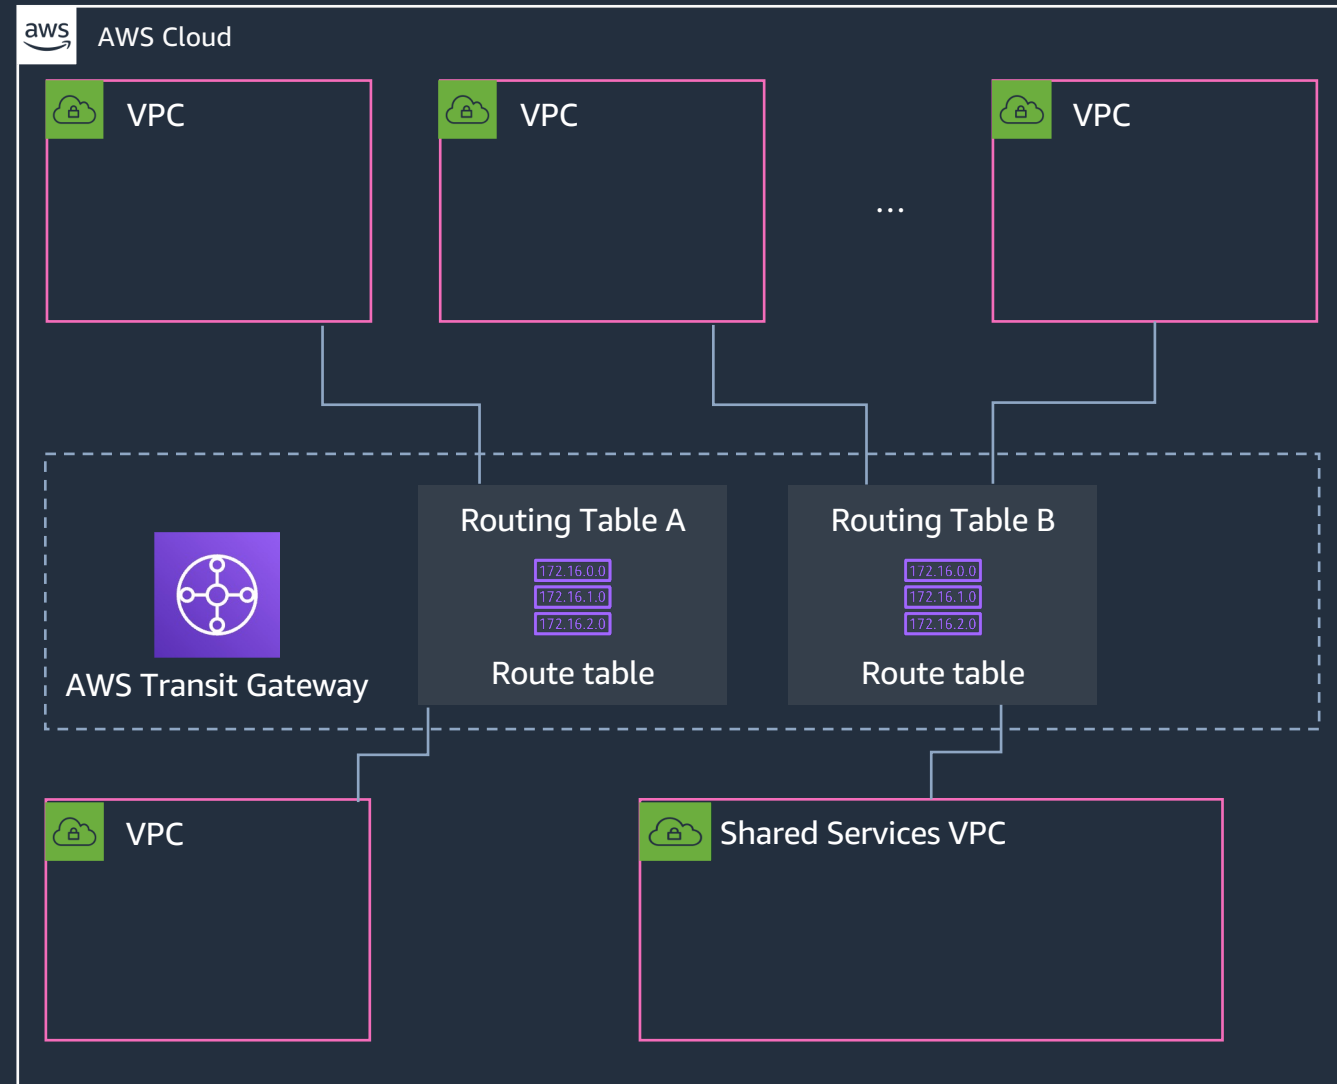 aws
AWS Cloud
VPC
VPC
VPC
...
Routing Table A
172.16.0.0
172.16.1.0
172.16.2.0
Route table
Routing Table B
172.16.0.0
172.16.1.0
172.16.2.0
Route table
AWS Transit Gateway
VPC
Shared Services VPC